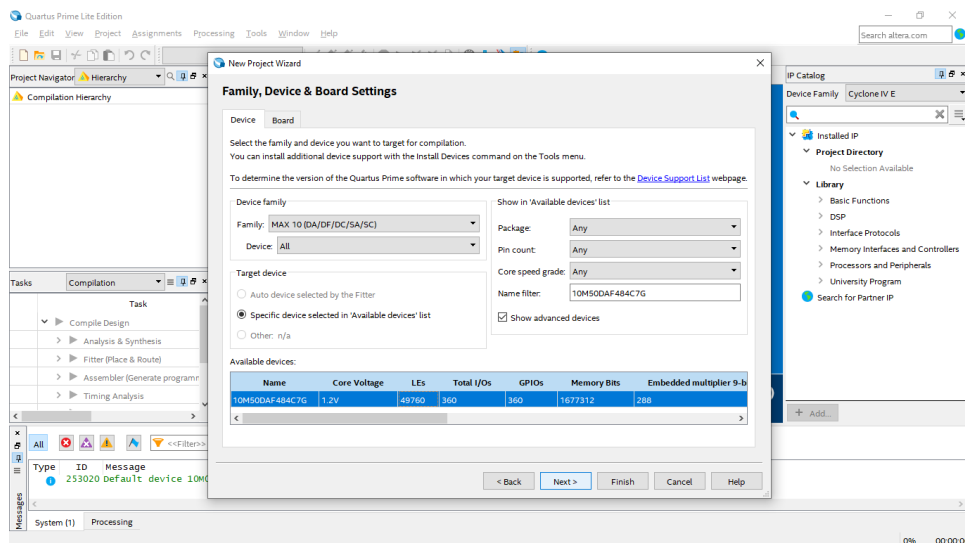 Quartus Prime Lite Edition
File Edit View Project Assignments Processing Tools Window Help
Search altera.com
Project Navigator Hierarchy
Compilation Hierarchy
Tasks Compilation
Task
Compile Design
Analysis & Synthesis
Fitter (Place & Route)
Assembler (Generate programm
Timing Analysis
New Project Wizard
Family, Device & Board Settings
Device Board
Select the family and device you want to target for compilation.
You can install additional device support with the Install Devices command on the Tools menu.
To determine the version of the Quartus Prime software in which your target device is supported, refer to the Device Support List webpage.
Device family
Family: MAX 10 (DA/DF/DC/SA/SC)
Device: All
Target device
Auto device selected by the Fitter
Specific device selected in 'Available devices' list
Other: n/a
Show in 'Available devices' list
Package: Any
Pin count: Any
Core speed grade: Any
Name filter: 10M50DAF484C7G
Show advanced devices
Available devices:
Name Core Voltage LEs Total I/Os GPIOs Memory Bits Embedded multiplier 9-b
10M50DAF484C7G 1.2V 49760 360 360 1677312 288
< Back Next > Finish Cancel Help
IP Catalog
Device Family Cyclone IV E
Installed IP
Project Directory
No Selection Available
Library
Basic Functions
DSP
Interface Protocols
Memory Interfaces and Controllers
Processors and Peripherals
University Program
Search for Partner IP
+ Add...
All <<Filter>>
Type ID Message
253020 Default device 10M
Messages
System (1) Processing
0% 00:00:0